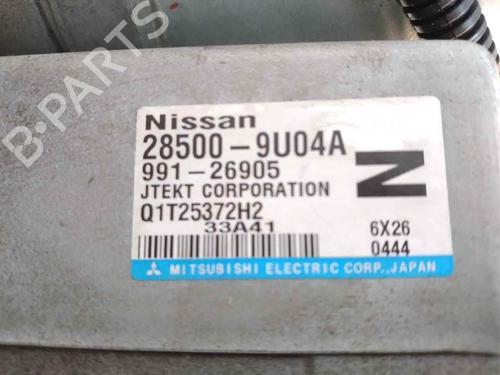 B-PARTS
Nissan
28500-9U04A
991-26905
JTEKT CORPORATION
Q1T25372H2
33A41
N
6X26
0444
MITSUBISHI ELECTRIC CORP., JAPAN